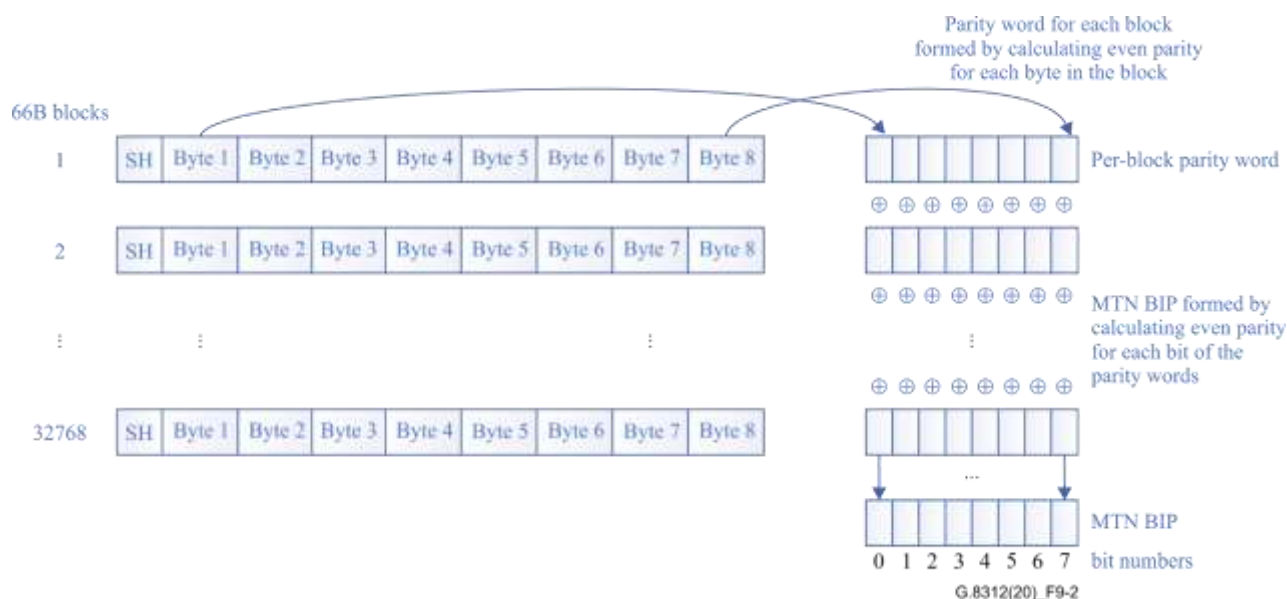 Parity word for each block
formed by calculating even parity
for each byte in the block
66B blocks
1 SH Byte 1 Byte 2 Byte 3 Byte 4 Byte 5 Byte 6 Byte 7 Byte 8 Per-block parity word
⊕ ⊕ ⊕ ⊕ ⊕ ⊕ ⊕ ⊕
2 SH Byte 1 Byte 2 Byte 3 Byte 4 Byte 5 Byte 6 Byte 7 Byte 8
⊕ ⊕ ⊕ ⊕ ⊕ ⊕ ⊕ ⊕
MTN BIP formed by
calculating even parity
for each bit of the
parity words
⋮ ⋮ ⋮ ⋮
⊕ ⊕ ⊕ ⊕ ⊕ ⊕ ⊕ ⊕
32768 SH Byte 1 Byte 2 Byte 3 Byte 4 Byte 5 Byte 6 Byte 7 Byte 8
...
MTN BIP
0 1 2 3 4 5 6 7 bit numbers
G.8312(20)_F9-2